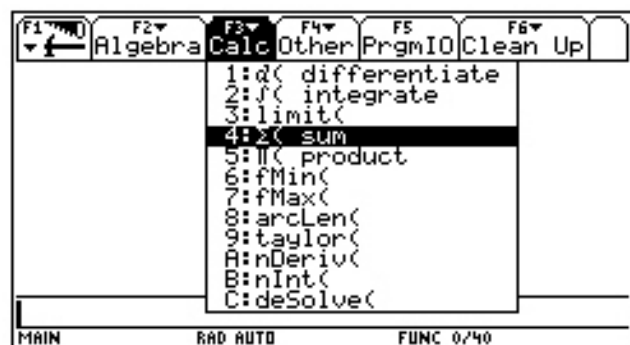 F1▼ F2▼ F3▼ F4▼ F5 F6▼
Algebra Calc Other PrgmIO Clean Up
1:d( differentiate
2:∫( integrate
3:limit(
4:Σ( sum
5:Π( product
6:fMin(
7:fMax(
8:arcLen(
9:taylor(
A:nDeriv(
B:nInt(
C:deSolve(
MAIN RAD AUTO FUNC 0/40